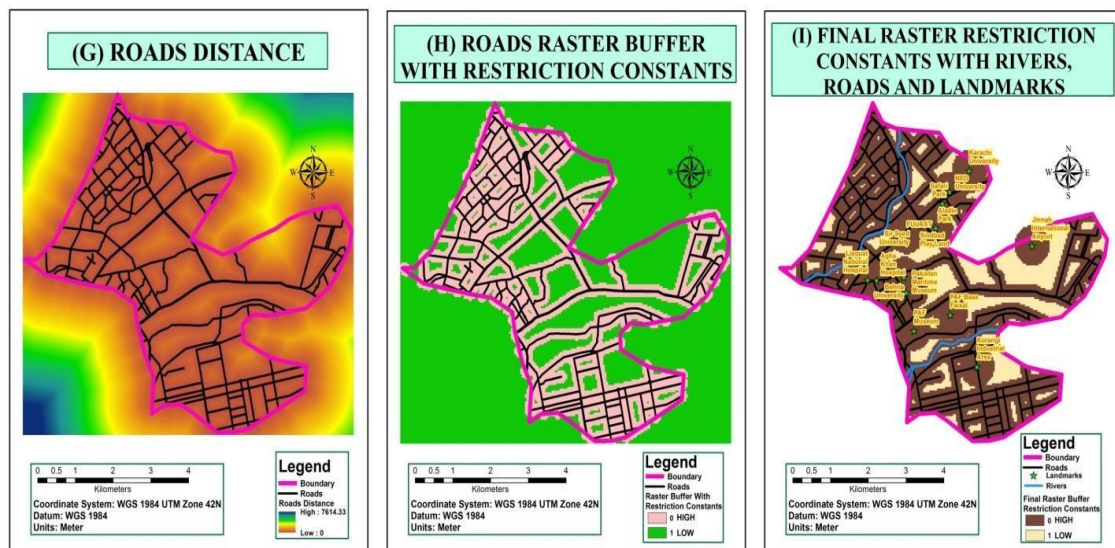 (G) ROADS DISTANCE
N
W
E
S
0 0.5 1 2 3 4
Kilometers
Coordinate System: WGS 1984 UTM Zone 42N
Datum: WGS 1984
Units: Meter
Legend
Boundary
Roads
Roads Distance
High : 7614.33
Low : 0
(H) ROADS RASTER BUFFER
WITH RESTRICTION CONSTANTS
N
W
E
S
0 0.5 1 2 3 4
Kilometers
Coordinate System: WGS 1984 UTM Zone 42N
Datum: WGS 1984
Units: Meter
Legend
Boundary
Roads
Raster Buffer With
Restriction Constants
0 HIGH
1 LOW
(I) FINAL RASTER RESTRICTION
CONSTANTS WITH RIVERS,
ROADS AND LANDMARKS
N
W
E
S
Karachi
University
NED
University
Safari
Park
Aladin
Park
FUUAST
Sindbad
PlayLand
Sir Syed
University
Jinnah
International
Airport
Liaquat
National
Hospital
Agha
Khan
Hospital
Pakistan
Maritime
Museum
Bahria
University
PAF Base
Faisal
PAF
Museum
Korangi
Industrial
Area
0 0.5 1 2 3 4
Kilometers
Coordinate System: WGS 1984 UTM Zone 42N
Datum: WGS 1984
Units: Meter
Legend
Boundary
Roads
Landmarks
Rivers
Final Raster Buffer
Restriction Constants
0 HIGH
1 LOW